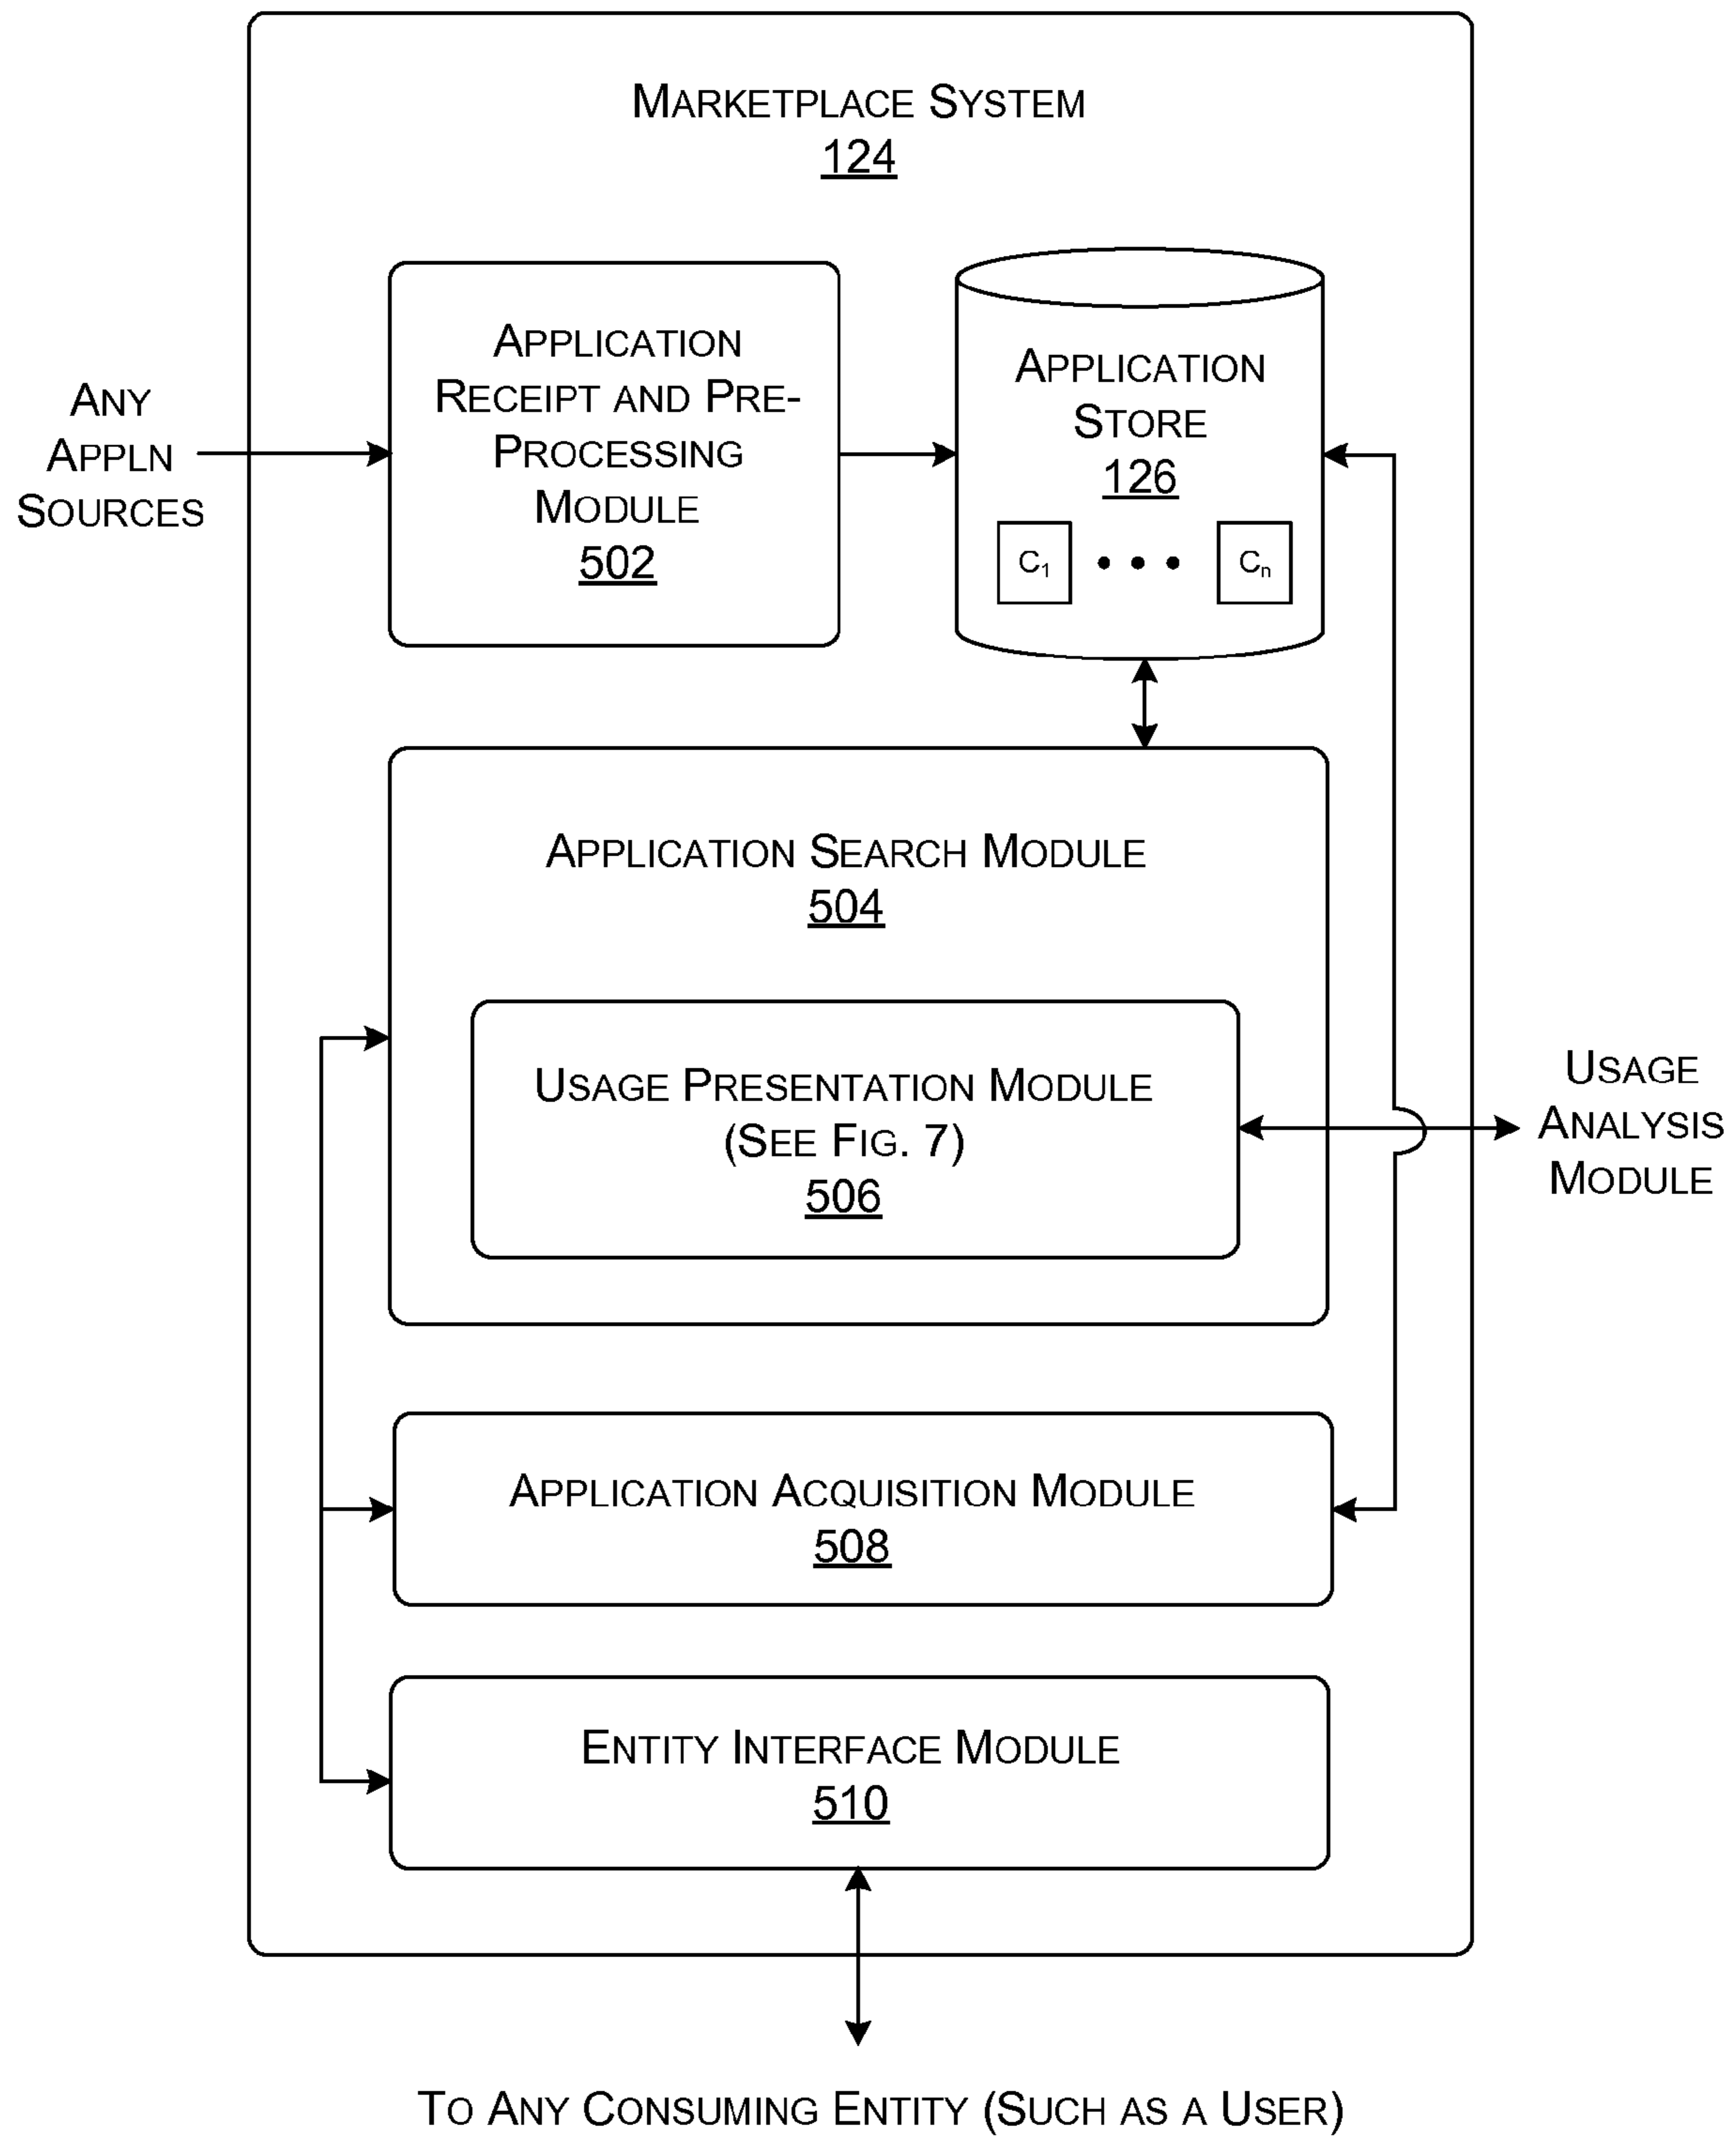 MARKETPLACE SYSTEM
124
ANY
APPLN
SOURCES
APPLICATION
RECEIPT AND PRE-
PROCESSING
MODULE
502
APPLICATION
STORE
126
C1 • • • Cn
APPLICATION SEARCH MODULE
504
USAGE PRESENTATION MODULE
(SEE FIG. 7)
506
USAGE
ANALYSIS
MODULE
APPLICATION ACQUISITION MODULE
508
ENTITY INTERFACE MODULE
510
TO ANY CONSUMING ENTITY (SUCH AS A USER)